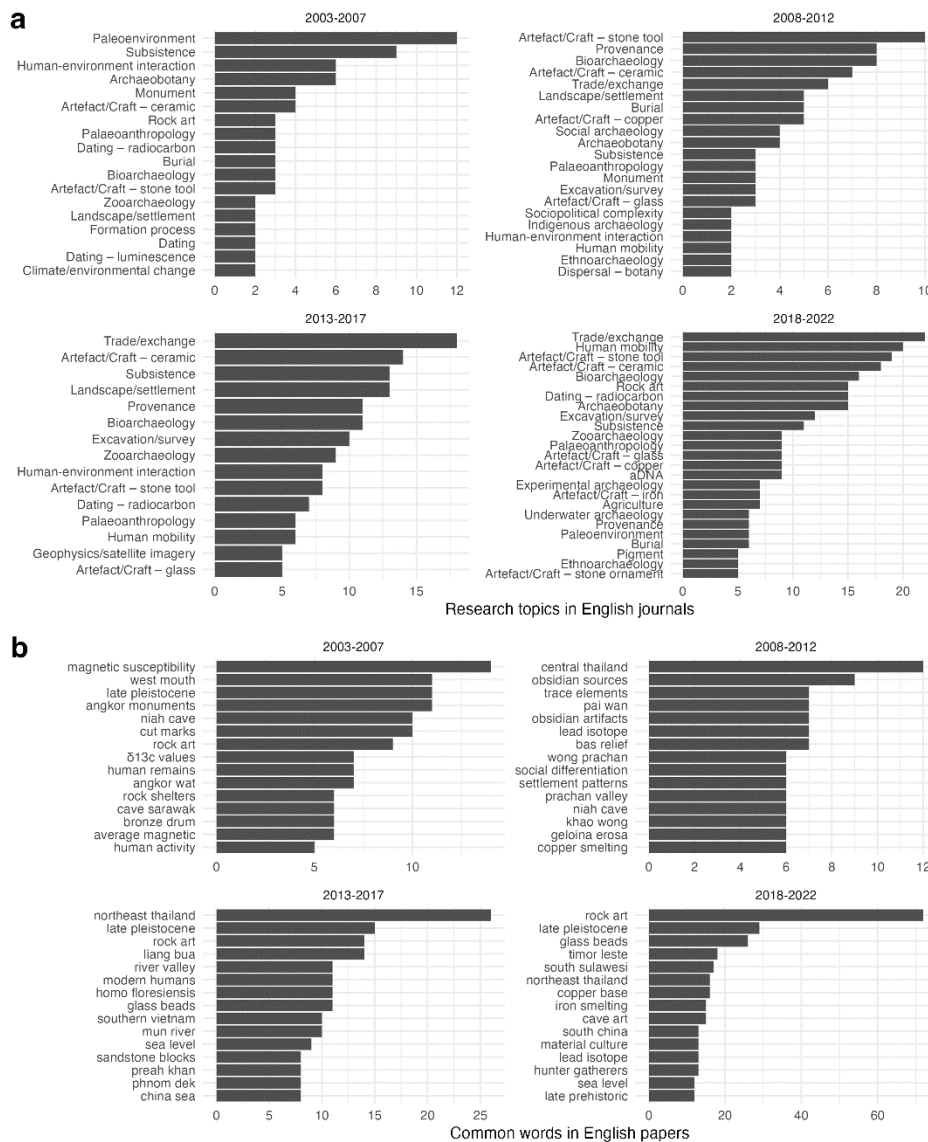 a
2003-2007
Paleoenvironment
Subsistence
Human-environment interaction
Archaeobotany
Monument
Artefact/Craft – ceramic
Rock art
Palaeoanthropology
Dating – radiocarbon
Burial
Bioarchaeology
Artefact/Craft – stone tool
Zooarchaeology
Landscape/settlement
Formation process
Dating
Dating – luminescence
Climate/environmental change
0 2 4 6 8 10 12
2008-2012
Artefact/Craft – stone tool
Provenance
Bioarchaeology
Artefact/Craft – ceramic
Trade/exchange
Landscape/settlement
Burial
Artefact/Craft – copper
Social archaeology
Archaeobotany
Subsistence
Palaeoanthropology
Monument
Excavation/survey
Artefact/Craft – glass
Sociopolitical complexity
Indigenous archaeology
Human-environment interaction
Human mobility
Ethnoarchaeology
Dispersal – botany
0 2 4 6 8 10
2013-2017
Trade/exchange
Artefact/Craft – ceramic
Subsistence
Landscape/settlement
Provenance
Bioarchaeology
Excavation/survey
Zooarchaeology
Human-environment interaction
Artefact/Craft – stone tool
Dating – radiocarbon
Palaeoanthropology
Human mobility
Geophysics/satellite imagery
Artefact/Craft – glass
0 5 10 15
2018-2022
Trade/exchange
Human mobility
Artefact/Craft – stone tool
Artefact/Craft – ceramic
Bioarchaeology
Rock art
Dating – radiocarbon
Archaeobotany
Excavation/survey
Subsistence
Zooarchaeology
Palaeoanthropology
Artefact/Craft – glass
Artefact/Craft – copper
aDNA
Experimental archaeology
Artefact/Craft – iron
Agriculture
Underwater archaeology
Provenance
Paleoenvironment
Burial
Pigment
Ethnoarchaeology
Artefact/Craft – stone ornament
0 5 10 15 20
Research topics in English journals
b
2003-2007
magnetic susceptibility
west mouth
late pleistocene
angkor monuments
niah cave
cut marks
rock art
δ13c values
human remains
angkor wat
rock shelters
cave sarawak
bronze drum
average magnetic
human activity
0 5 10
2008-2012
central thailand
obsidian sources
trace elements
pai wan
obsidian artifacts
lead isotope
bas relief
wong prachan
social differentiation
settlement patterns
prachan valley
niah cave
khao wong
geloina erosa
copper smelting
0 2 4 6 8 10 12
2013-2017
northeast thailand
late pleistocene
rock art
liang bua
river valley
modern humans
homo floresiensis
glass beads
southern vietnam
mun river
sea level
sandstone blocks
preah khan
phnom dek
china sea
0 5 10 15 20 25
2018-2022
rock art
late pleistocene
glass beads
timor leste
south sulawesi
northeast thailand
copper base
iron smelting
cave art
south china
material culture
lead isotope
hunter gatherers
sea level
late prehistoric
0 20 40 60
Common words in English papers